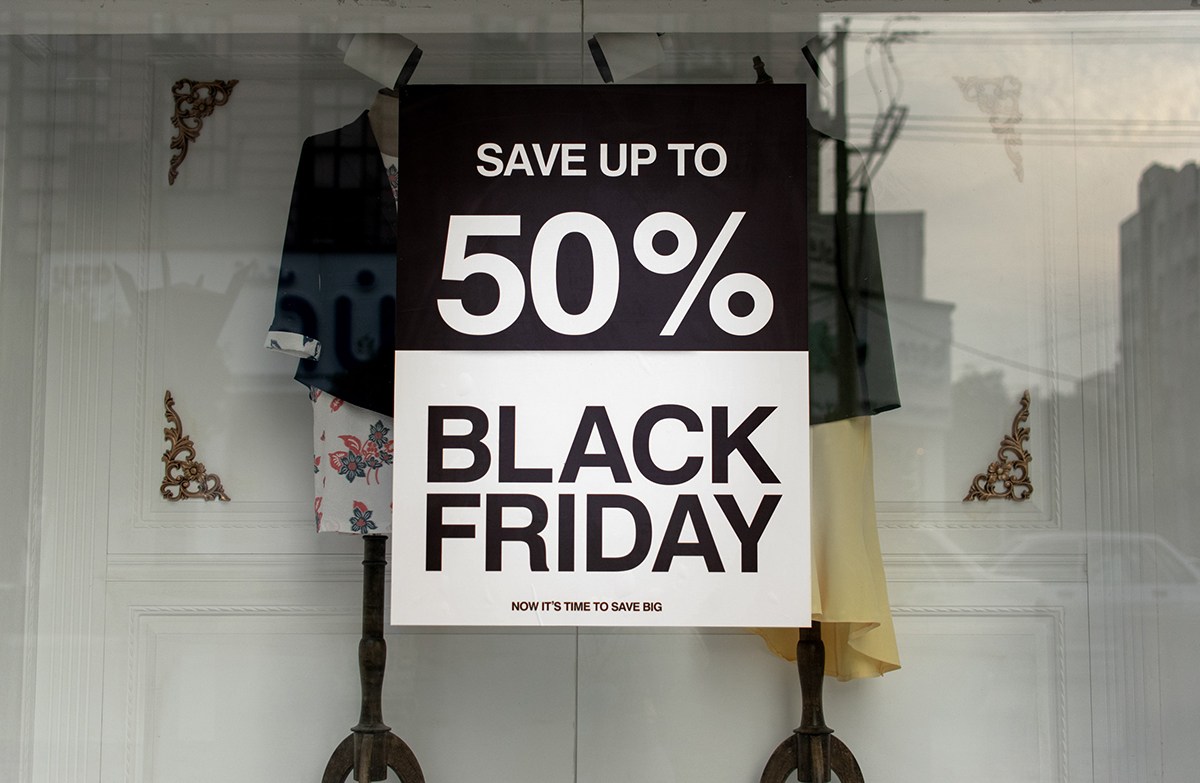 SAVE UP TO
50%
BLACK
FRIDAY
NOW IT'S TIME TO SAVE BIG